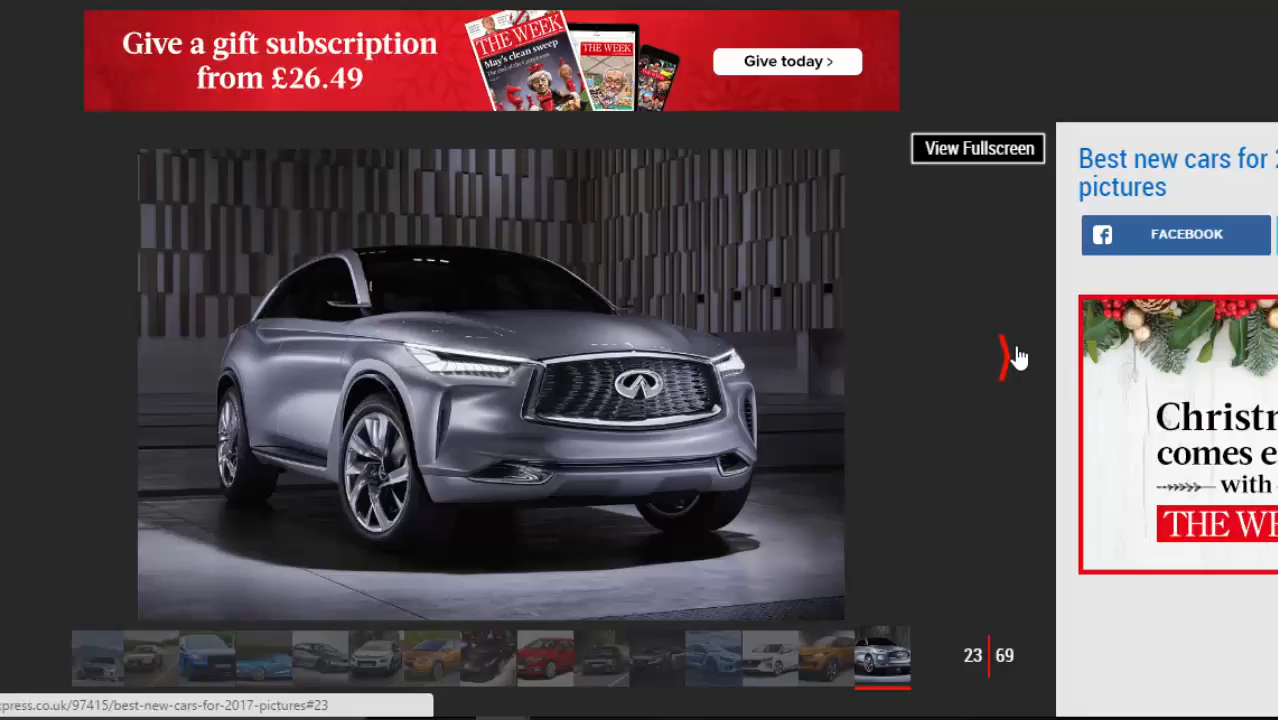 Give a gift subscription
from £26.49
THE WEEK
May's clean sweep
THE WEEK
Give today >
View Fullscreen
Best new cars for
pictures
FACEBOOK
Christm
comes e
with
THE WE
23 | 69
press.co.uk/97415/best-new-cars-for-2017-pictures#23